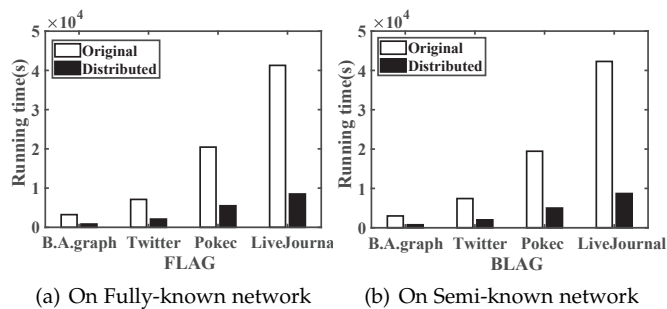 ×10⁴
5
4
3
2
1
0
Running time(s)
Original
Distributed
B.A.graph Twitter Pokec LiveJournal
FLAG
(a) On Fully-known network
×10⁴
5
4
3
2
1
0
Running time(s)
Original
Distributed
B.A.graph Twitter Pokec LiveJournal
BLAG
(b) On Semi-known network